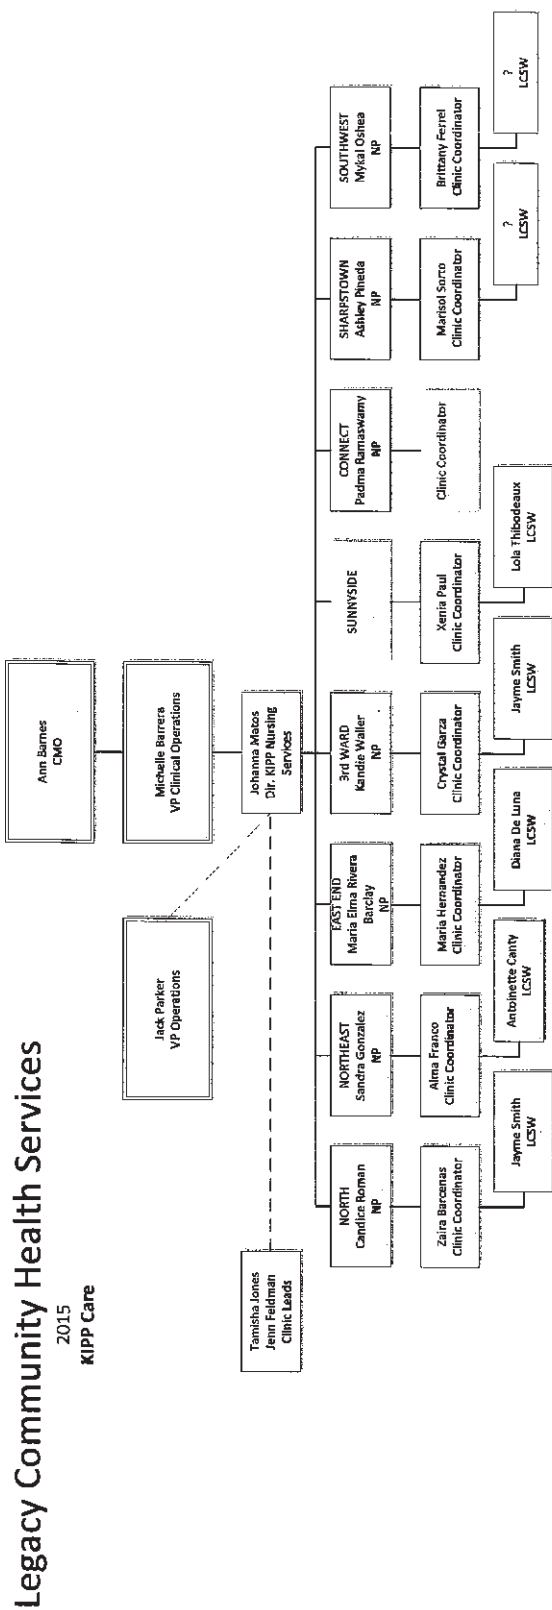 Legacy Community Health Services
2015
KIPP Care
Ann Barnes
CMO
Jack Parker
VP Operations
Michelle Barrera
VP Clinical Operations
Tamisha Jones
Jenn Feldman
Clinic Leads
Johanna Matos
Dir. KIPP Nursing
Services
NORTH
Candice Roman
NP
NORTHEAST
Sandra Gonzalez
NP
EAST END
Maria Elma Rivera
Barclay
NP
3rd WARD
Kandie Waller
NP
SUNNYSIDE
CONNECT
Padma Ramaswamy
NP
SHARPSTOWN
Ashley Pineda
NP
SOUTHWEST
Mykal Oshea
NP
Zaira Barcenas
Clinic Coordinator
Alma Franco
Clinic Coordinator
Maria Hernandez
Clinic Coordinator
Crystal Garza
Clinic Coordinator
Xenia Paul
Clinic Coordinator
Clinic Coordinator
Marisol Sorto
Clinic Coordinator
Brittany Ferrel
Clinic Coordinator
Jayme Smith
LCSW
Antoinette Canty
LCSW
Diana De Luna
LCSW
Jayme Smith
LCSW
Lola Thibodeaux
LCSW
?
LCSW
?
LCSW